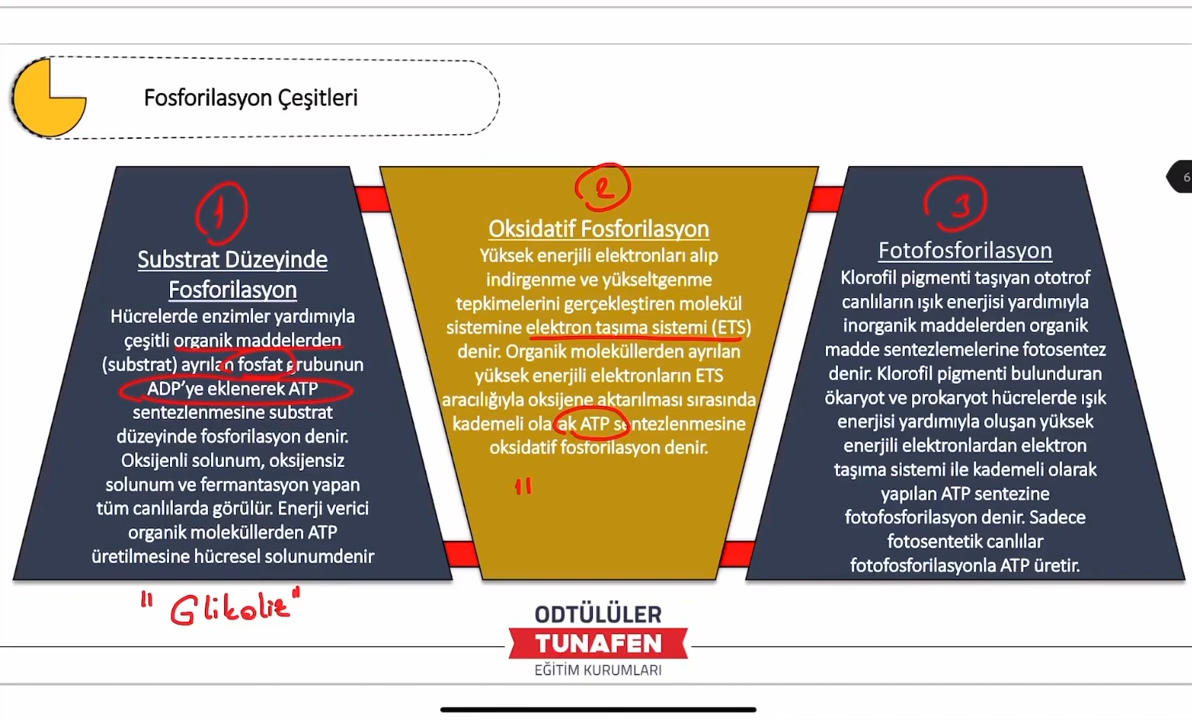 Fosforilasyon Çeşitleri
6
1
Substrat Düzeyinde
Fosforilasyon
Hücrelerde enzimler yardımıyla
çeşitli organik maddelerden
(substrat) ayrılan fosfat grubunun
ADP'ye eklenerek ATP
sentezlenmesine substrat
düzeyinde fosforilasyon denir.
Oksijenli solunum, oksijensiz
solunum ve fermantasyon yapan
tüm canlılarda görülür. Enerji verici
organik moleküllerden ATP
üretilmesine hücresel solunumdenir
" Glikoliz"
2
Oksidatif Fosforilasyon
Yüksek enerjili elektronları alıp
indirgenme ve yükseltgenme
tepkimelerini gerçekleştiren molekül
sistemine elektron taşıma sistemi (ETS)
denir. Organik moleküllerden ayrılan
yüksek enerjili elektronların ETS
aracılığıyla oksijene aktarılması sırasında
kademeli olarak ATP sentezlenmesine
oksidatif fosforilasyon denir.
"
3
Fotofosforilasyon
Klorofil pigmenti taşıyan ototrof
canlıların ışık enerjisi yardımıyla
inorganik maddelerden organik
madde sentezlemelerine fotosentez
denir. Klorofil pigmenti bulunduran
ökaryot ve prokaryot hücrelerde ışık
enerjisi yardımıyla oluşan yüksek
enerjili elektronlardan elektron
taşıma sistemi ile kademeli olarak
yapılan ATP sentezine
fotofosforilasyon denir. Sadece
fotosentetik canlılar
fotofosforilasyonla ATP üretir.
ODTÜLÜLER
TUNAFEN
EĞİTİM KURUMLARI